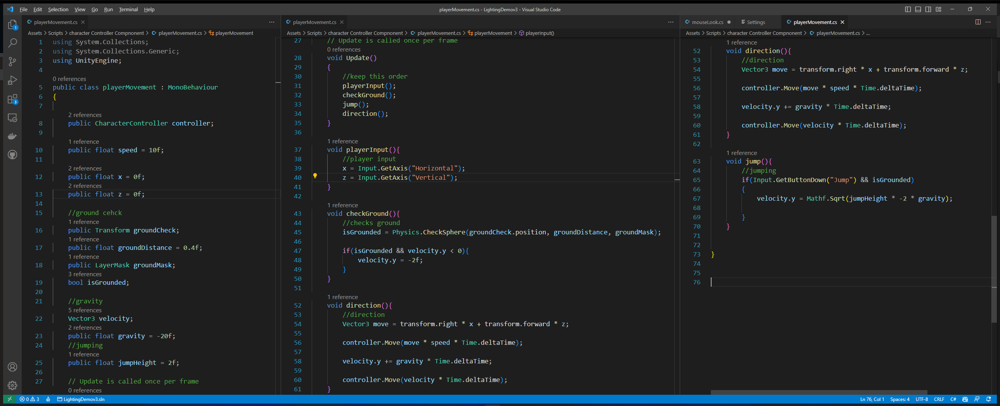 File Edit Selection View Go Run Terminal Help
playerMovement.cs - LightingDemov3 - Visual Studio Code
playerMovement.cs
Assets > Scripts > character Controller Compnonent > playerMovement.cs > playerMovement
1 using System.Collections;
2 using System.Collections.Generic;
3 using UnityEngine;
4
0 references
5 public class playerMovement : MonoBehaviour
6 {
7
2 references
8 public CharacterController controller;
9
1 reference
10 public float speed = 10f;
11
2 references
12 public float x = 0f;
2 references
13 public float z = 0f;
14
15 //ground cehck
1 reference
16 public Transform groundCheck;
1 reference
17 public float groundDistance = 0.4f;
1 reference
18 public LayerMask groundMask;
3 references
19 bool isGrounded;
20
21 //gravity
5 references
22 Vector3 velocity;
2 references
23 public float gravity = -20f;
24 //jumping
1 reference
25 public float jumpHeight = 2f;
26
27 // Update is called once per frame
0 references
playerMovement.cs
Assets > Scripts > character Controller Compnonent > playerMovement.cs > playerMovement > playerInput()
27 // Update is called once per frame
0 references
28 void Update()
29 {
30 //keep this order
31 playerInput();
32 checkGround();
33 jump();
34 direction();
35 }
36
1 reference
37 void playerInput(){
38 //player input
39 x = Input.GetAxis("Horizontal");
40 z = Input.GetAxis("Vertical");
41 }
42
1 reference
43 void checkGround(){
44 //checks ground
45 isGrounded = Physics.CheckSphere(groundCheck.position, groundDistance, groundMask);
46
47 if(isGrounded && velocity.y < 0){
48 velocity.y = -2f;
49 }
50 }
51
1 reference
52 void direction(){
53 //direction
54 Vector3 move = transform.right * x + transform.forward * z;
55
56 controller.Move(move * speed * Time.deltaTime);
57
58 velocity.y += gravity * Time.deltaTime;
59
60 controller.Move(velocity * Time.deltaTime);
61 }
mouseLook.cs Settings playerMovement.cs
Assets > Scripts > character Controller Compnonent > playerMovement.cs > ...
1 reference
52 void direction(){
53 //direction
54 Vector3 move = transform.right * x + transform.forward * z;
55
56 controller.Move(move * speed * Time.deltaTime);
57
58 velocity.y += gravity * Time.deltaTime;
59
60 controller.Move(velocity * Time.deltaTime);
61 }
62
1 reference
63 void jump(){
64 //jumping
65 if(Input.GetButtonDown("Jump") && isGrounded)
66 {
67 velocity.y = Mathf.Sqrt(jumpHeight * -2 * gravity);
68
69 }
70 }
71
72
73 }
74
75
76
1
3
0 3 LightingDemov3.sln
Ln 76, Col 1 Spaces: 4 UTF-8 CRLF C#